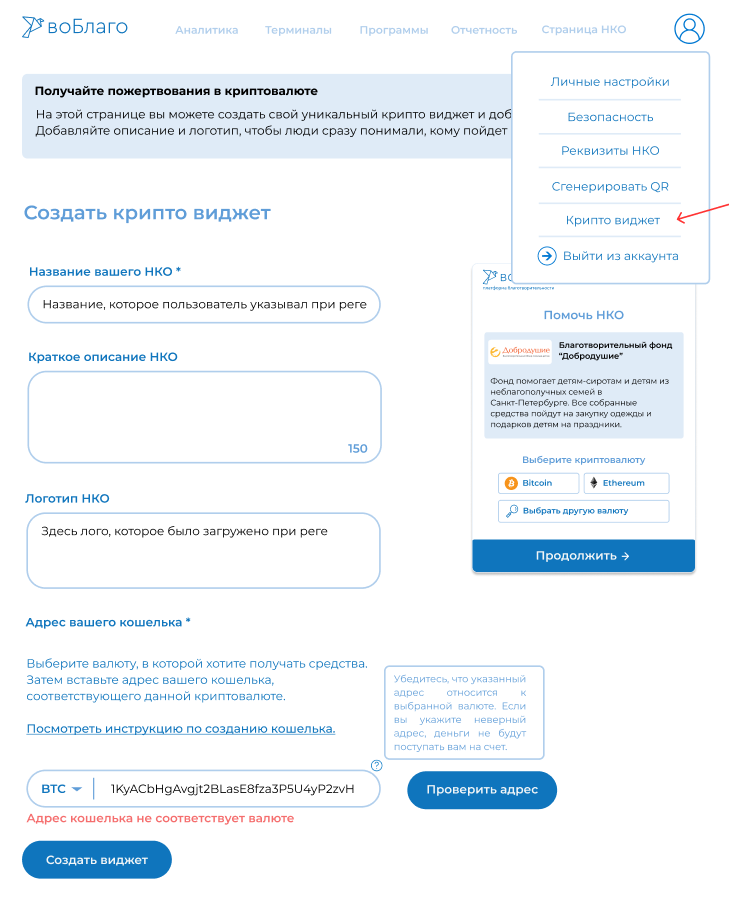 воБлаго
Аналитика
Терминалы
Программы
Отчетность
Страница НКО
Личные настройки
Безопасность
Реквизиты НКО
Сгенерировать QR
Крипто виджет
Выйти из аккаунта
Получайте пожертвования в криптовалюте
На этой странице вы можете создать свой уникальный крипто виджет и доб
Добавляйте описание и логотип, чтобы люди сразу понимали, кому пойдет
Создать крипто виджет
Название вашего НКО *
Название, которое пользователь указывал при реге
Краткое описание НКО
150
Логотип НКО
Здесь лого, которое было загружено при реге
Адрес вашего кошелька *
Выберите валюту, в которой хотите получать средства.
Затем вставьте адрес вашего кошелька,
соответствующего данной криптовалюте.
Посмотреть инструкцию по созданию кошелька.
Убедитесь, что указанный
адрес относится к
выбранной валюте. Если
вы укажите неверный
адрес, деньги не будут
поступать вам на счет.
?
BTC
1KyACbHgAvgjt2BLasE8fza3P5U4yP2zvH
Проверить адрес
Адрес кошелька не соответствует валюте
Создать виджет
платформа благотворительности
Помочь НКО
Добродушие
Благотворительный фонд
“Добродушие”
Фонд помогает детям-сиротам и детям из
неблагополучных семей в
Санкт-Петербурге. Все собранные
средства пойдут на закупку одежды и
подарков детям на праздники.
Выберите криптовалюту
Bitcoin
Ethereum
Выбрать другую валюту
Продолжить →